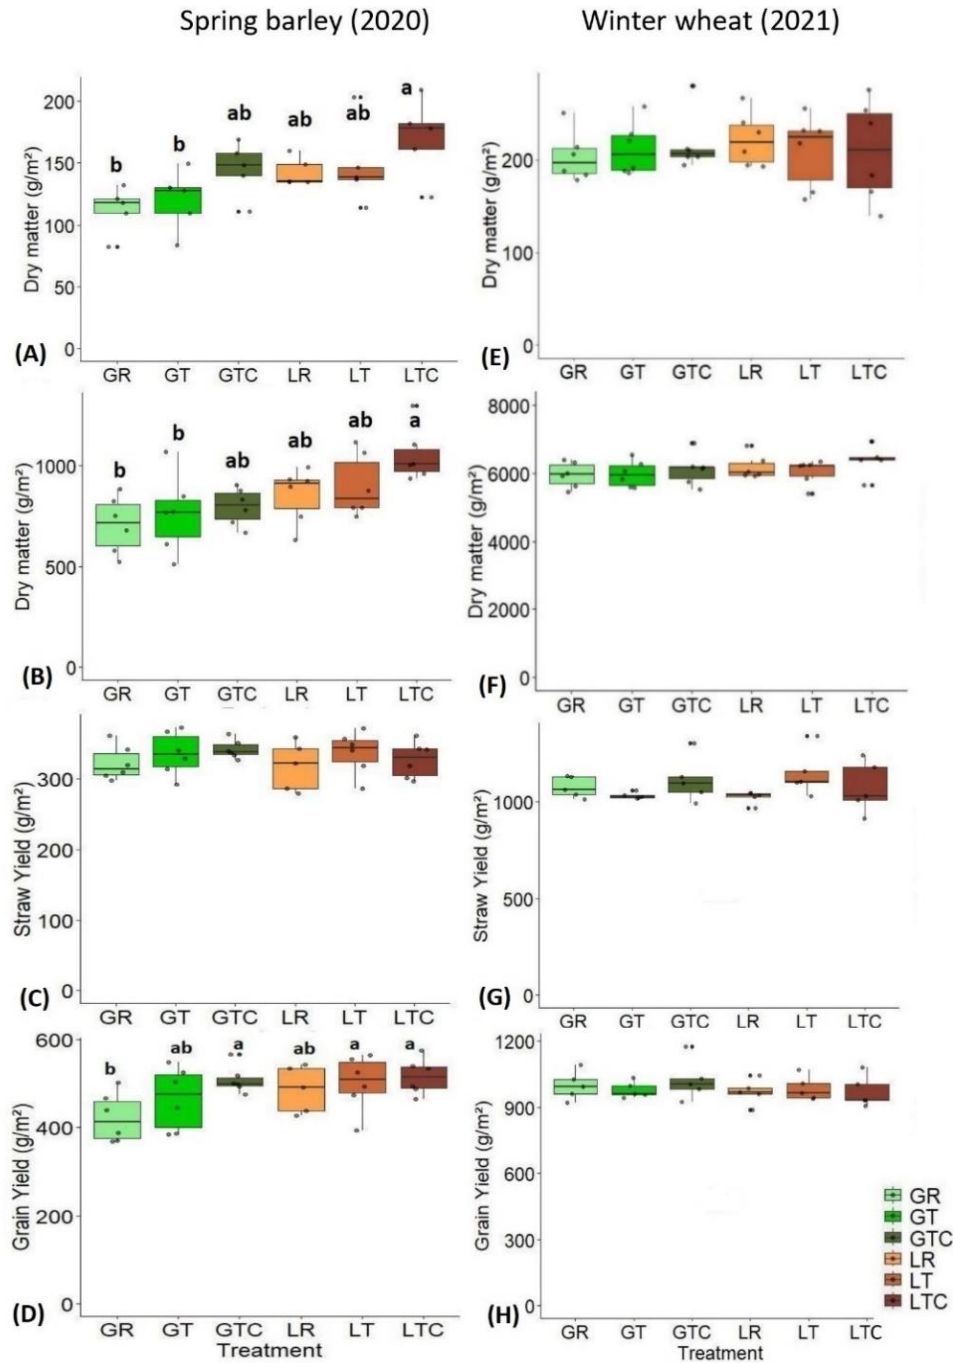 Spring barley (2020)
Winter wheat (2021)
Dry matter (g/m²)
200
150
100
50
0
b
b
ab
ab
ab
a
(A)
GR
GT
GTC
LR
LT
LTC
Dry matter (g/m²)
200
100
0
(E)
GR
GT
GTC
LR
LT
LTC
Dry matter (g/m²)
1000
500
0
b
b
ab
ab
ab
a
(B)
GR
GT
GTC
LR
LT
LTC
Dry matter (g/m²)
8000
6000
4000
2000
0
(F)
GR
GT
GTC
LR
LT
LTC
Straw Yield (g/m²)
300
200
100
0
(C)
GR
GT
GTC
LR
LT
LTC
Straw Yield (g/m²)
1000
500
0
(G)
GR
GT
GTC
LR
LT
LTC
Grain Yield (g/m²)
600
400
200
0
b
ab
a
ab
a
a
(D)
GR
GT
GTC
LR
LT
LTC
Treatment
Grain Yield (g/m²)
1200
900
600
300
0
(H)
GR
GT
GTC
LR
LT
LTC
Treatment
GR
GT
GTC
LR
LT
LTC